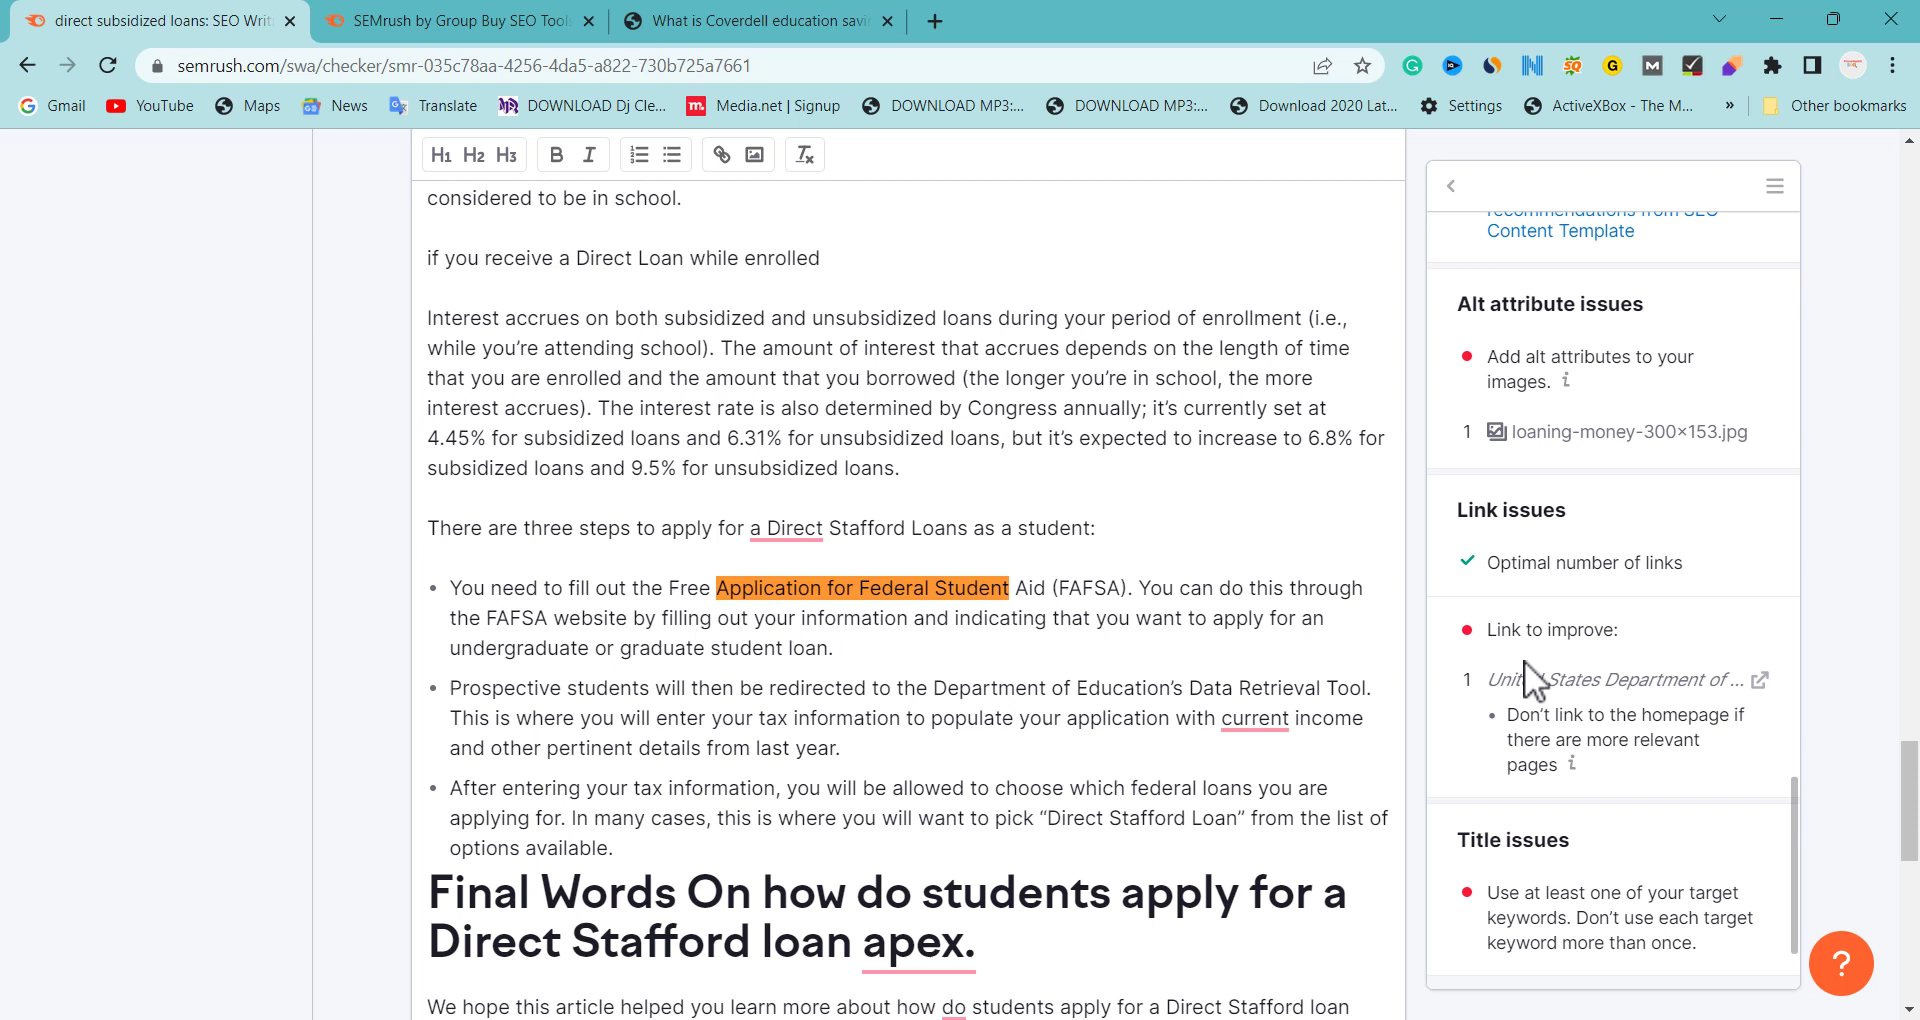 direct subsidized loans: SEO Writ
SEMrush by Group Buy SEO Tool
What is Coverdell education savi
semrush.com/swa/checker/smr-035c78aa-4256-4da5-a822-730b725a7661
Gmail YouTube Maps News Translate DOWNLOAD Dj Cle... Media.net | Signup DOWNLOAD MP3:... DOWNLOAD MP3:... Download 2020 Lat... Settings ActiveXBox - The M... » Other bookmarks
H1 H2 H3 B I
considered to be in school.
if you receive a Direct Loan while enrolled
Interest accrues on both subsidized and unsubsidized loans during your period of enrollment (i.e.,
while you're attending school). The amount of interest that accrues depends on the length of time
that you are enrolled and the amount that you borrowed (the longer you're in school, the more
interest accrues). The interest rate is also determined by Congress annually; it's currently set at
4.45% for subsidized loans and 6.31% for unsubsidized loans, but it's expected to increase to 6.8% for
subsidized loans and 9.5% for unsubsidized loans.
There are three steps to apply for a Direct Stafford Loans as a student:
• You need to fill out the Free Application for Federal Student Aid (FAFSA). You can do this through
the FAFSA website by filling out your information and indicating that you want to apply for an
undergraduate or graduate student loan.
• Prospective students will then be redirected to the Department of Education's Data Retrieval Tool.
This is where you will enter your tax information to populate your application with current income
and other pertinent details from last year.
• After entering your tax information, you will be allowed to choose which federal loans you are
applying for. In many cases, this is where you will want to pick “Direct Stafford Loan” from the list of
options available.
Final Words On how do students apply for a
Direct Stafford loan apex.
We hope this article helped you learn more about how do students apply for a Direct Stafford loan
recommendations from SEO
Content Template
Alt attribute issues
Add alt attributes to your
images. i
1 loaning-money-300×153.jpg
Link issues
Optimal number of links
Link to improve:
1 United States Department of ...
• Don't link to the homepage if
there are more relevant
pages i
Title issues
Use at least one of your target
keywords. Don't use each target
keyword more than once.
?